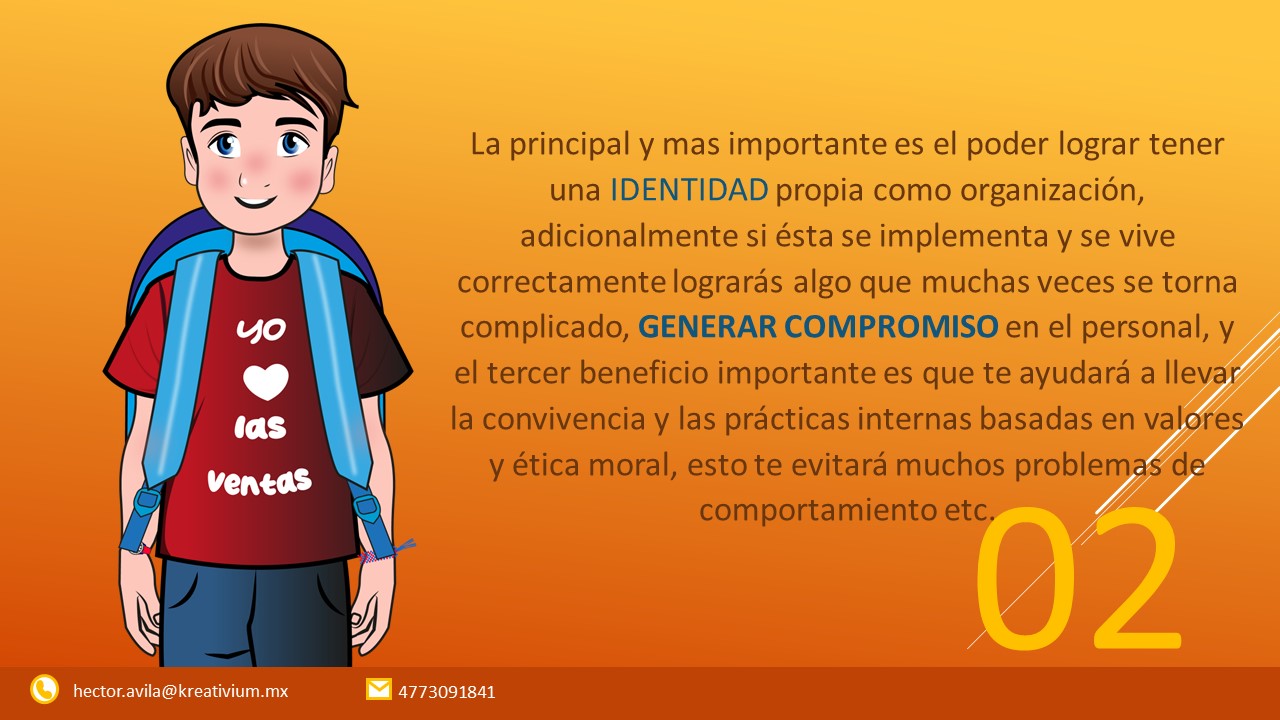 La principal y mas importante es el poder lograr tener
una IDENTIDAD propia como organización,
adicionalmente si ésta se implementa y se vive
correctamente lograrás algo que muchas veces se torna
complicado, GENERAR COMPROMISO en el personal, y
el tercer beneficio importante es que te ayudará a llevar
la convivencia y las prácticas internas basadas en valores
y ética moral, esto te evitará muchos problemas de
comportamiento etc.
yo
las
ventas
02
hector.avila@kreativium.mx
4773091841